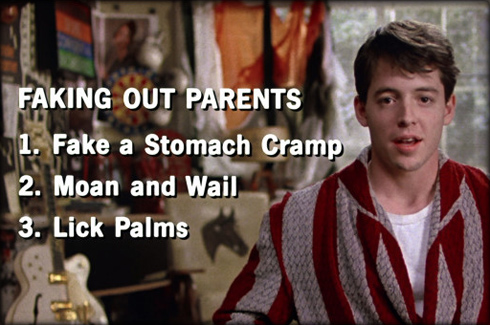 FAKING OUT PARENTS
1. Fake a Stomach Cramp
2. Moan and Wail
3. Lick Palms